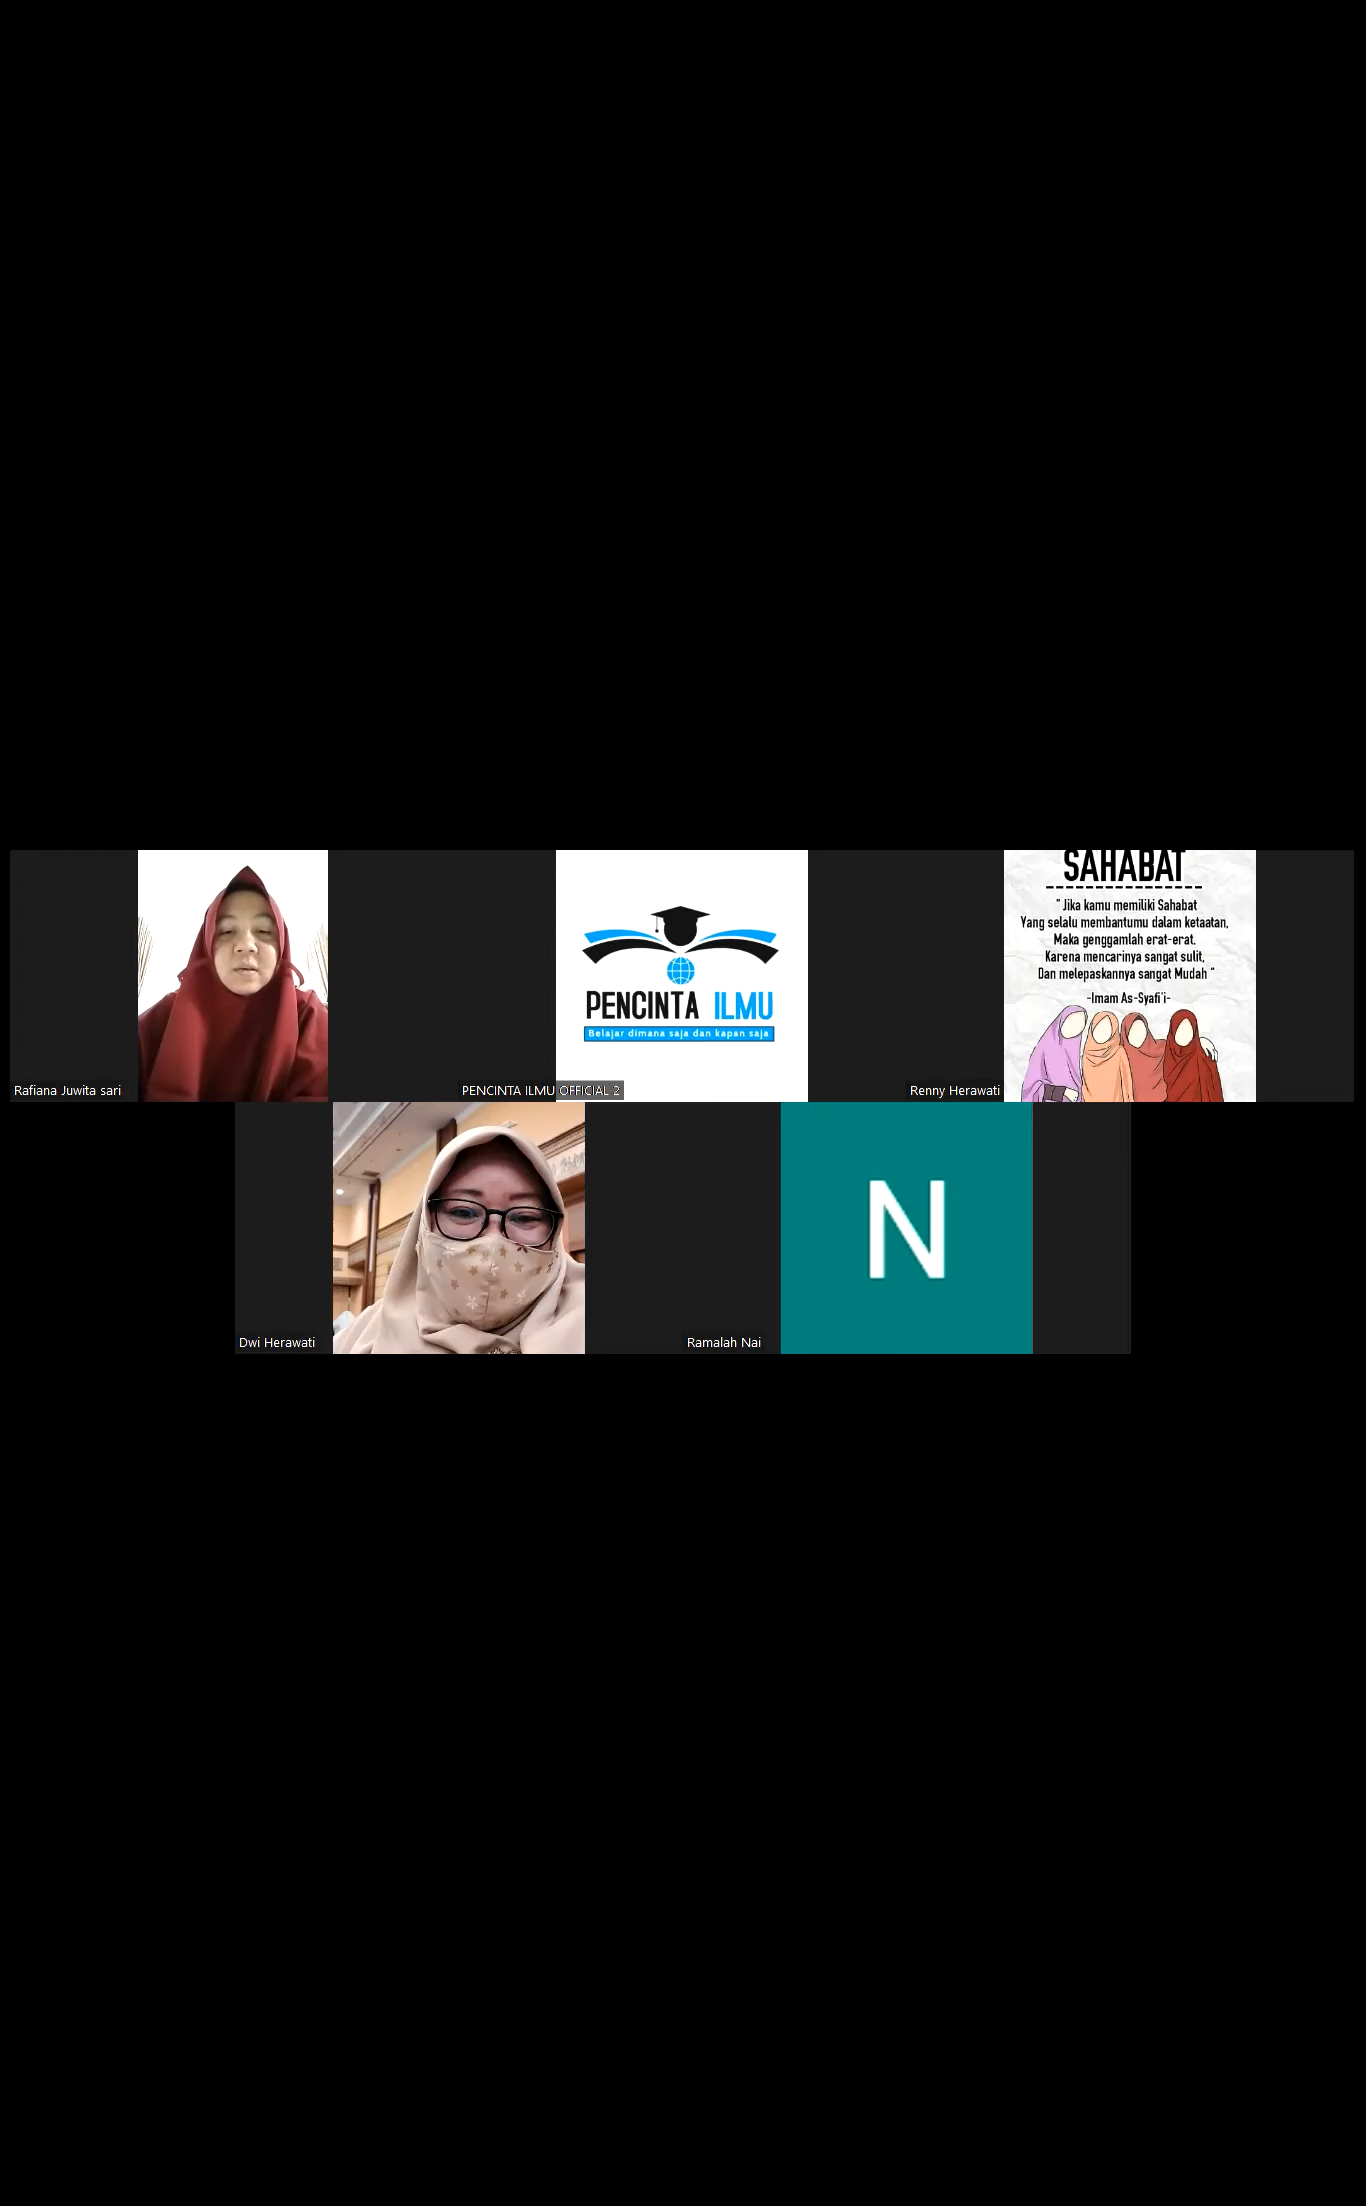 Rafiana Juwita sari
PENCINTA ILMU
Belajar dimana saja dan kapan saja
PENCINTA ILMU OFFICIAL 2
SAHABAT
" Jika kamu memiliki Sahabat
Yang selalu membantumu dalam ketaatan,
Maka genggamlah erat-erat.
Karena mencarinya sangat sulit,
Dan melepaskannya sangat Mudah "
-Imam As-Syafi'i-
Renny Herawati
Dwi Herawati
N
Ramalah Nai